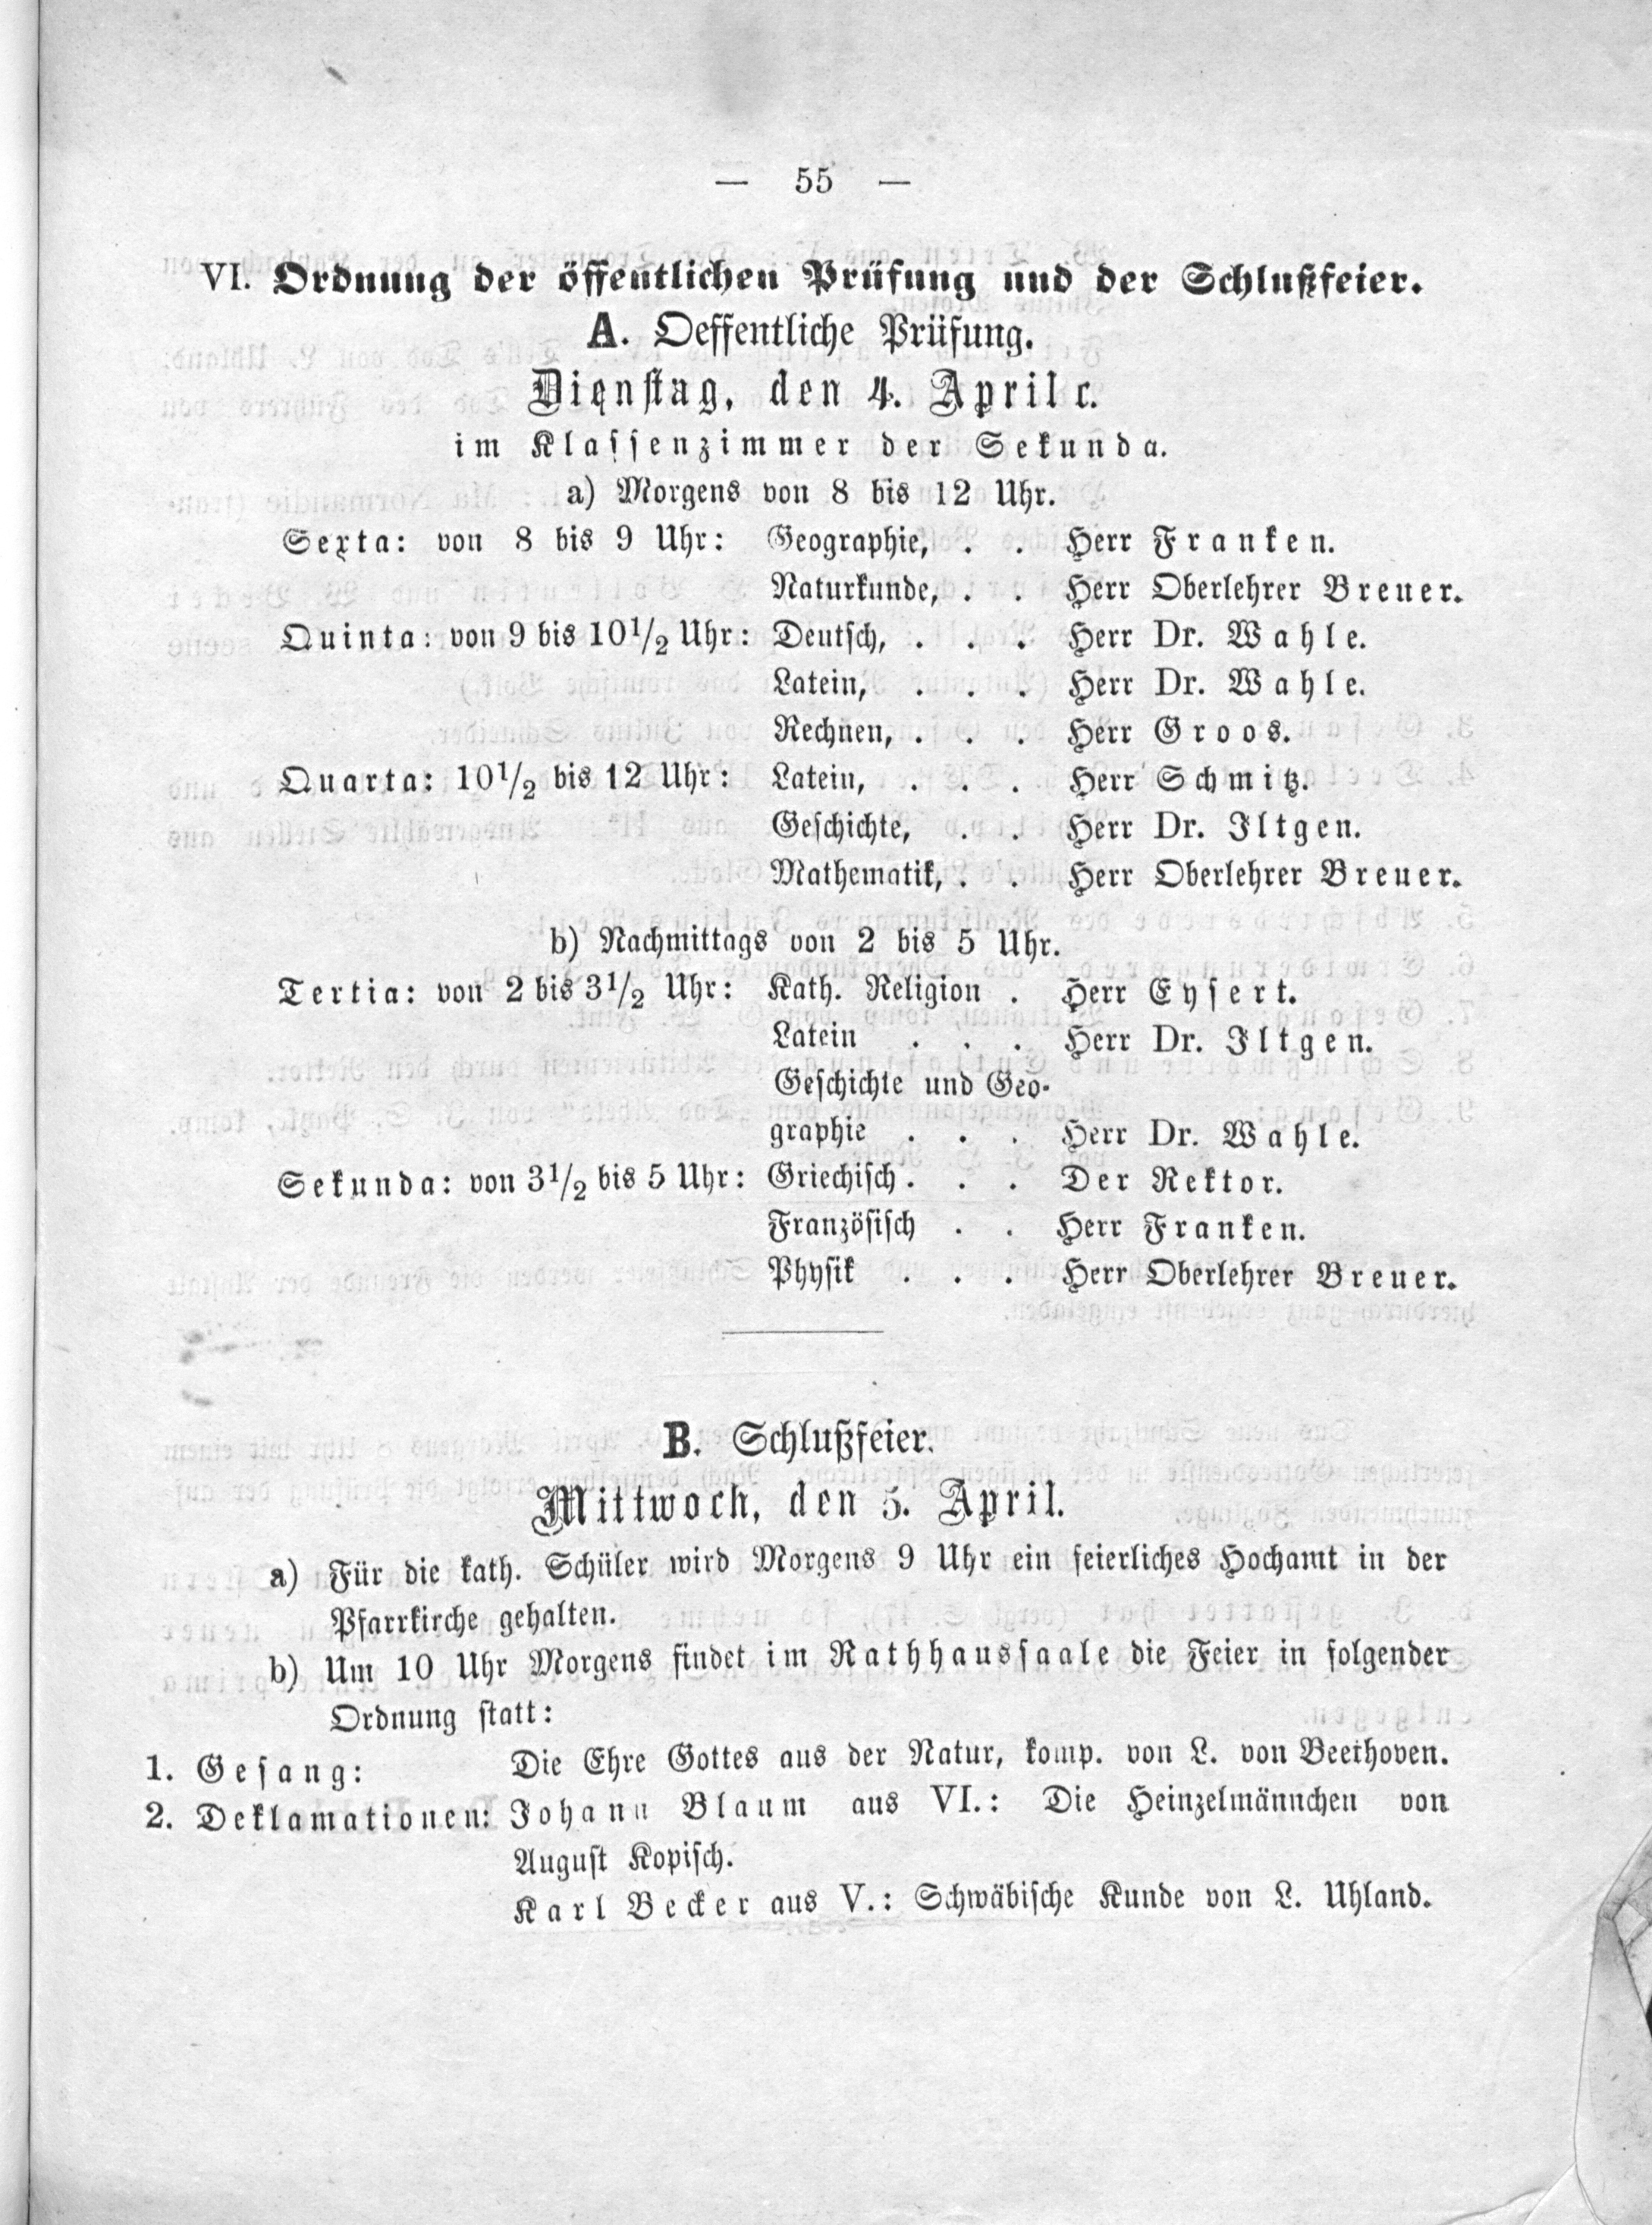 — 55 —
VI. Ordnung der öffentlichen Prüfung und der Schlußfeier.
A. Oeffentliche Prüfung.
Dienstag, den 4. April c.
im Klassenzimmer der Sekunda.
a) Morgens von 8 bis 12 Uhr.
Sexta: von 8 bis 9 Uhr: Geographie, . . Herr Franken.
Naturkunde, . . Herr Oberlehrer Breuer.
Quinta: von 9 bis 10½ Uhr: Deutsch, . . . Herr Dr. Wahle.
Latein, . . . Herr Dr. Wahle.
Rechnen, . . . Herr Groos.
Quarta: 10½ bis 12 Uhr: Latein, . . . Herr Schmitz.
Geschichte, . . Herr Dr. Iltgen.
Mathematik, . . Herr Oberlehrer Breuer.
b) Nachmittags von 2 bis 5 Uhr.
Tertia: von 2 bis 3½ Uhr: Kath. Religion . Herr Eysert.
Latein . . . Herr Dr. Iltgen.
Geschichte und Geo-
graphie . . . Herr Dr. Wahle.
Sekunda: von 3½ bis 5 Uhr: Griechisch . . . Der Rektor.
Französisch . . Herr Franken.
Physik . . . Herr Oberlehrer Breuer.
B. Schlußfeier.
Mittwoch, den 5. April.
a) Für die kath. Schüler wird Morgens 9 Uhr ein feierliches Hochamt in der
Pfarrkirche gehalten.
b) Um 10 Uhr Morgens findet im Rathhaussaale die Feier in folgender
Ordnung statt:
1. Gesang: Die Ehre Gottes aus der Natur, komp. von L. von Beethoven.
2. Deklamationen: Johann Blaum aus VI.: Die Heinzelmännchen von
August Kopisch.
Karl Becker aus V.: Schwäbische Kunde von L. Uhland.